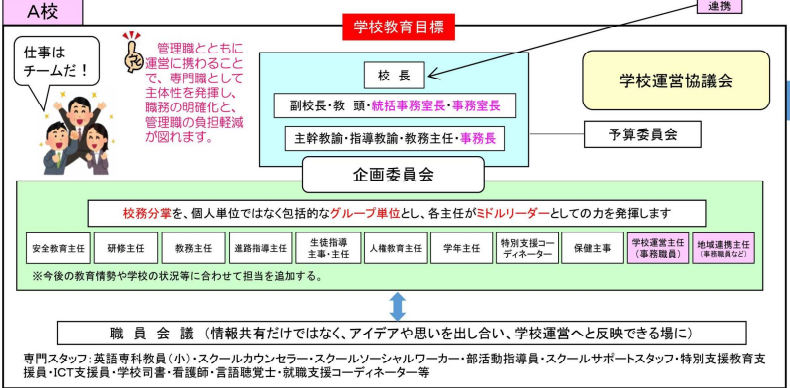 A校
連携
学校教育目標
仕事は
チームだ！
管理職とともに
運営に携わること
で、専門職として
主体性を発揮し、
職務の明確化と、
管理職の負担軽減
が図れます。
校 長
副校長・教 頭・統括事務室長・事務室長
主幹教諭・指導教諭・教務主任・事務長
企画委員会
学校運営協議会
予算委員会
校務分掌を、個人単位ではなく包括的なグループ単位とし、各主任がミドルリーダーとしての力を発揮します
安全教育主任
研修主任
教務主任
進路指導主任
生徒指導
主事・主任
人権教育主任
学年主任
特別支援コー
ディネーター
保健主事
学校運営主任
（事務職員）
地域連携主任
（事務職員など）
※今後の教育情勢や学校の状況等に合わせて担当を追加する。
職 員 会 議 （情報共有だけではなく、アイデアや思いを出し合い、学校運営へと反映できる場に）
専門スタッフ：英語専科教員（小）・スクールカウンセラー・スクールソーシャルワーカー・部活動指導員・スクールサポートスタッフ・特別支援教育支
援員・ICT支援員・学校司書・看護師・言語聴覚士・就職支援コーディネーター等